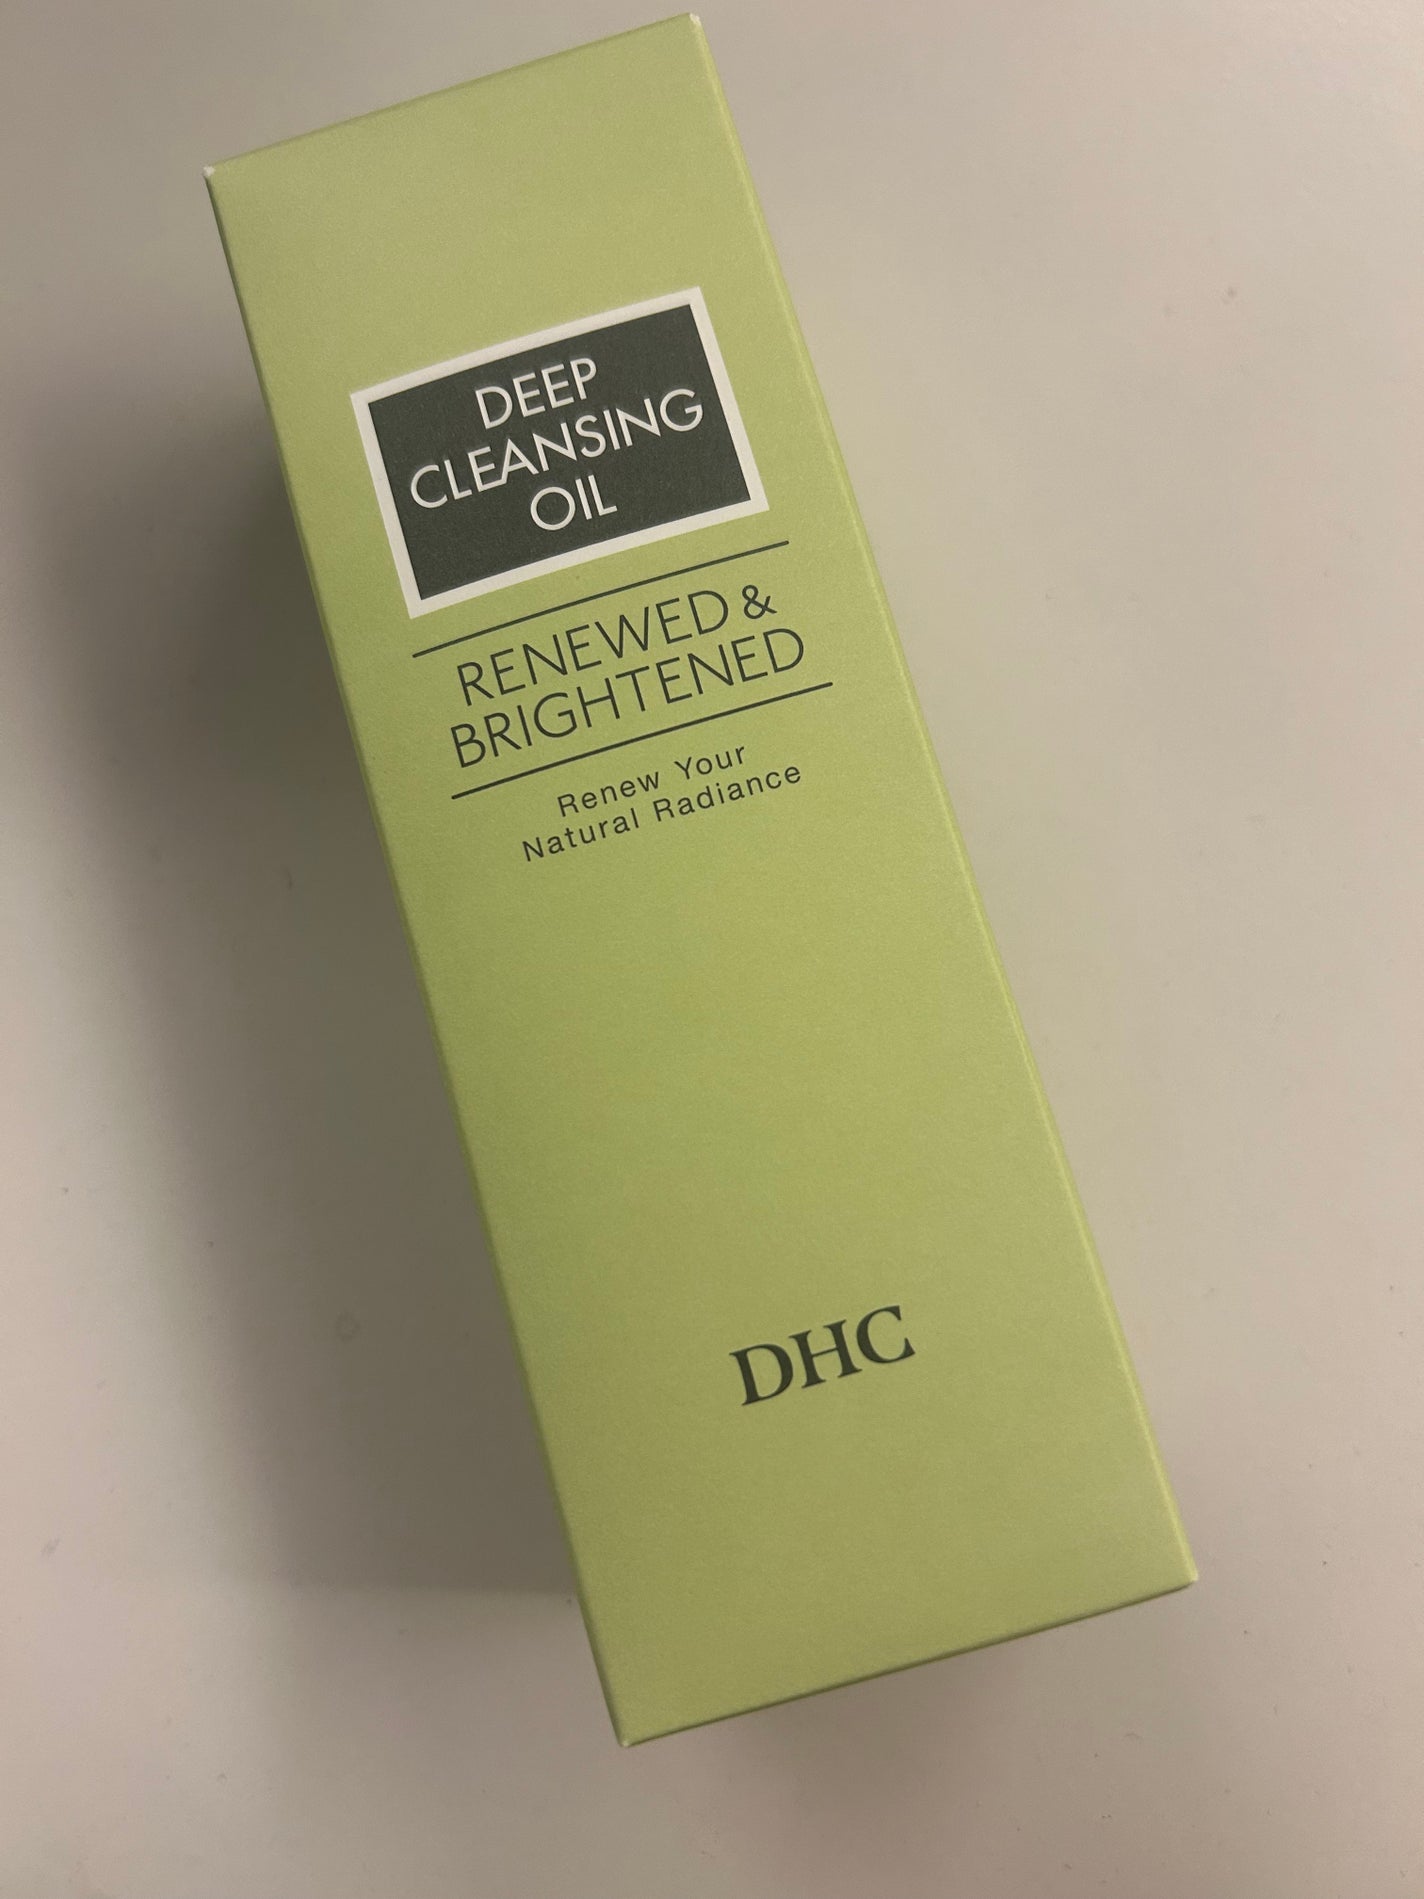 DEEP
CLEANSING
OIL
RENEWED &
BRIGHTENED
Renew Your
Natural Radiance
DHC